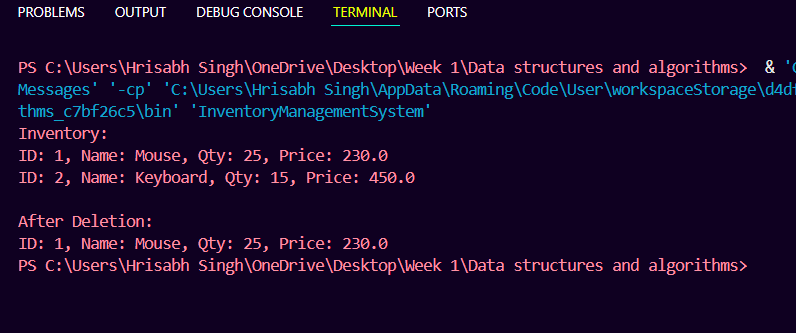 PROBLEMS OUTPUT DEBUG CONSOLE TERMINAL PORTS
PS C:\Users\Hrisabh Singh\OneDrive\Desktop\Week 1\Data structures and algorithms>  & '
Messages' '-cp' 'C:\Users\Hrisabh Singh\AppData\Roaming\Code\User\workspaceStorage\d4df
thms_c7bf26c5\bin' 'InventoryManagementSystem'
Inventory:
ID: 1, Name: Mouse, Qty: 25, Price: 230.0
ID: 2, Name: Keyboard, Qty: 15, Price: 450.0
After Deletion:
ID: 1, Name: Mouse, Qty: 25, Price: 230.0
PS C:\Users\Hrisabh Singh\OneDrive\Desktop\Week 1\Data structures and algorithms>